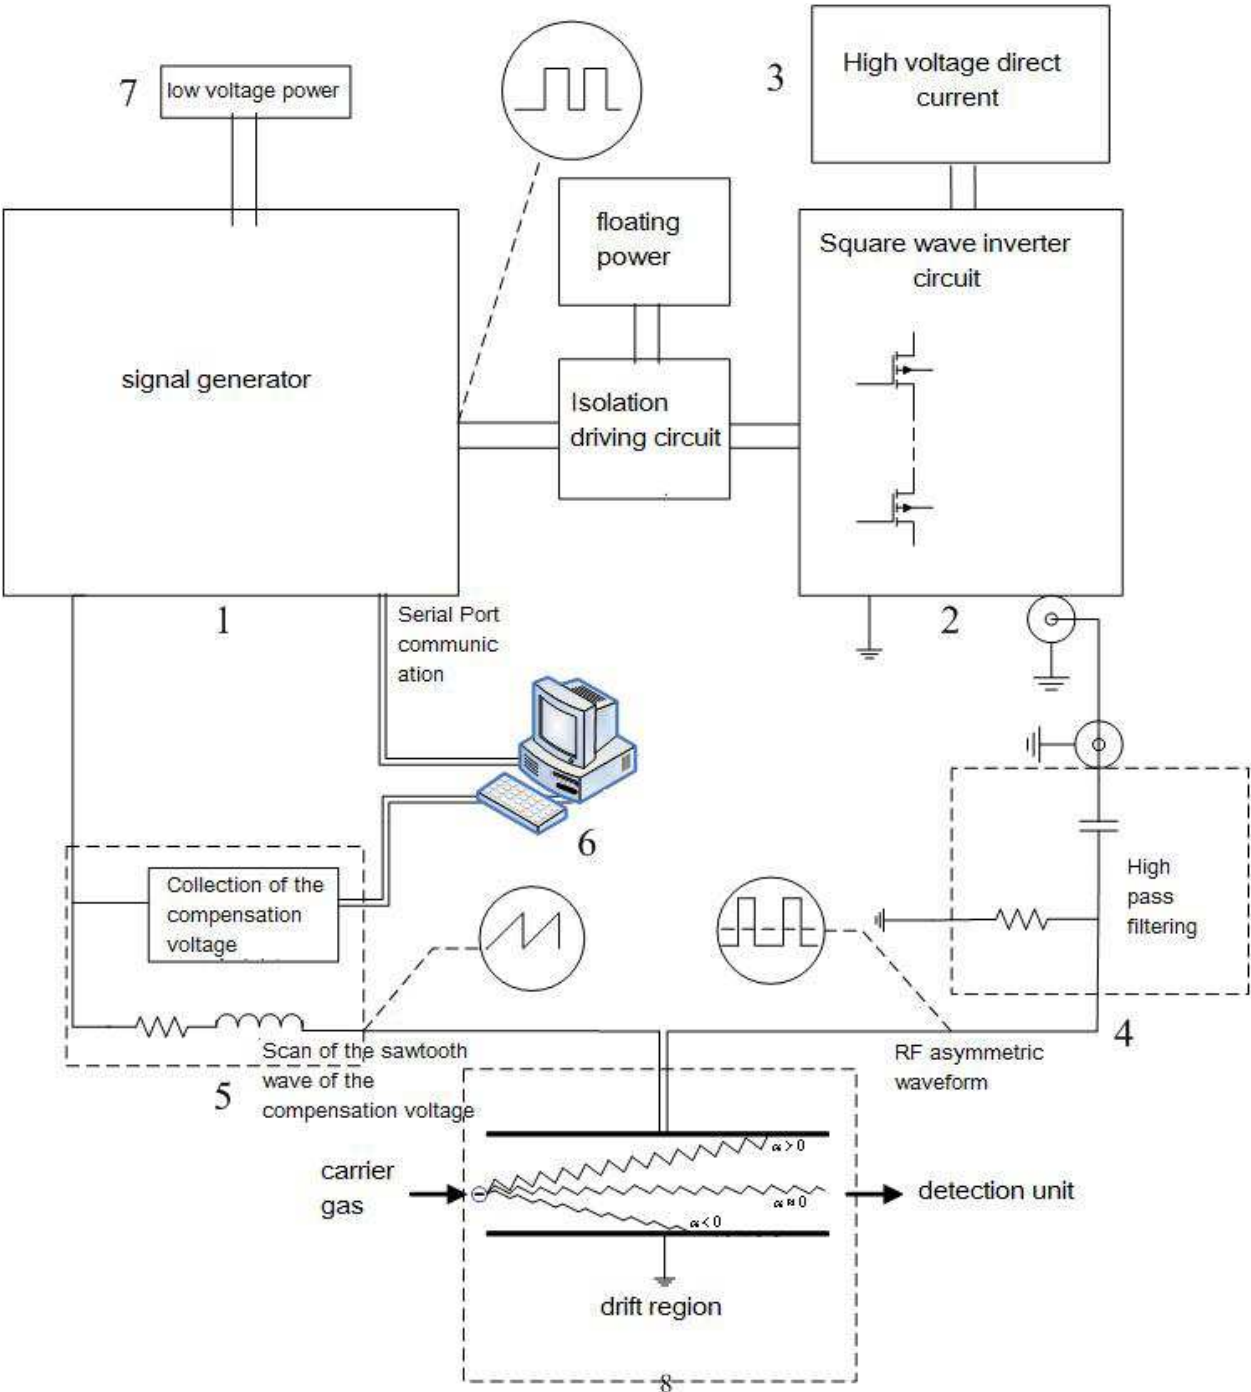 7
low voltage power
3
High voltage direct
current
floating
power
Square wave inverter
circuit
signal generator
Isolation
driving circuit
1
Serial Port
communic
ation
2
6
Collection of the
compensation
voltage
High
pass
filtering
Scan of the sawtooth
wave of the
compensation voltage
5
RF asymmetric
waveform
4
α > 0
carrier
gas
α ≈ 0
α < 0
detection unit
drift region
8